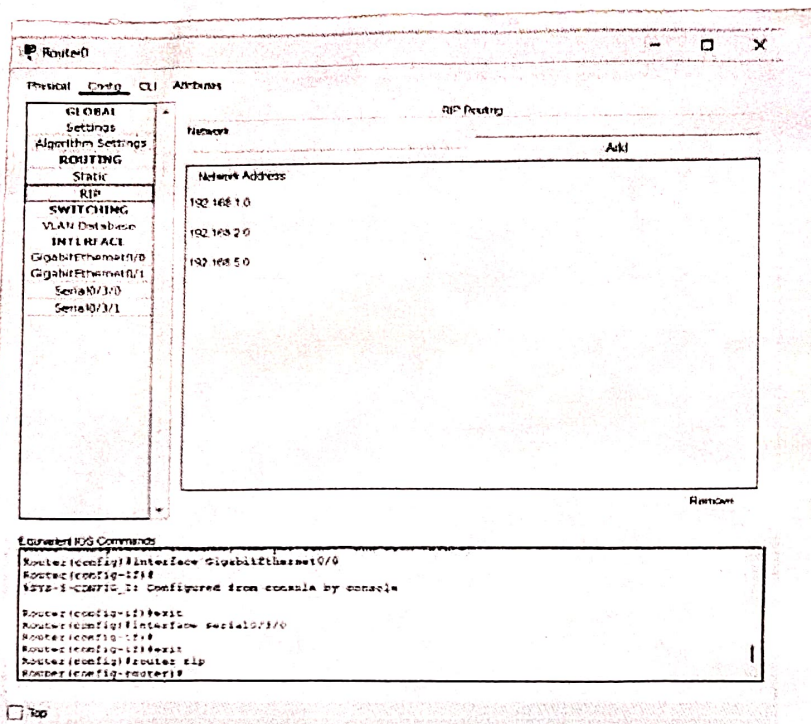 Router0
Physical Config CLI Attributes
GLOBAL
Settings
Algorithm Settings
ROUTING
Static
RIP
SWITCHING
VLAN Database
INTERFACE
GigabitEthernet0/0
GigabitEthernet0/1
Serial0/3/0
Serial0/3/1
RIP Routing
Network
Add
Network Address
192.168.1.0
192.168.2.0
192.168.5.0
Remove
Equivalent IOS Commands
Router(config)#interface GigabitEthernet0/0
Router(config-if)#
%SYS-5-CONFIG_I: Configured from console by console
Router(config-if)#exit
Router(config)#interface Serial0/3/0
Router(config-if)#
Router(config-if)#exit
Router(config)#router rip
Router(config-router)#
Top